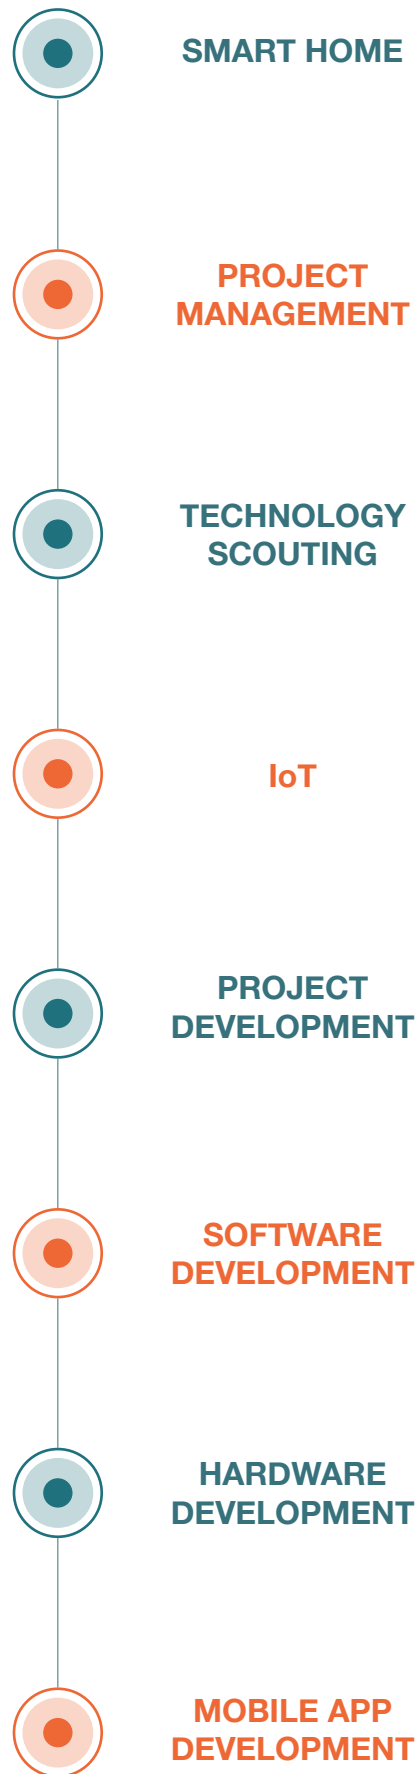 SMART HOME
PROJECT
MANAGEMENT
TECHNOLOGY
SCOUTING
IoT
PROJECT
DEVELOPMENT
SOFTWARE
DEVELOPMENT
HARDWARE
DEVELOPMENT
MOBILE APP
DEVELOPMENT